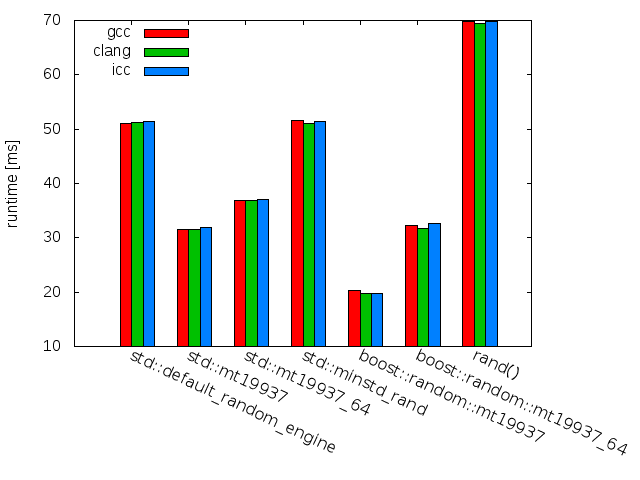 gcc
clang
icc
runtime [ms]
70
60
50
40
30
20
10
std::default_random_engine
std::mt19937
std::mt19937_64
std::minstd_rand
boost::random::mt19937
boost::random::mt19937_64
rand()